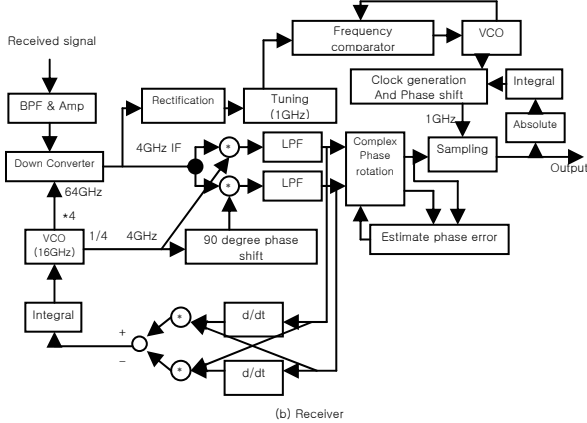 Received signal
BPF & Amp
Down Converter
64GHz
*4
VCO
(16GHz)
Integral
1/4
4GHz
4GHz IF
Rectification
Tuning
(1GHz)
Frequency
comparator
VCO
Clock generation
And Phase shift
1GHz
Integral
Absolute
Sampling
Output
*
*
LPF
LPF
90 degree phase
shift
Complex
Phase
rotation
Estimate phase error
+
–
*
*
d/dt
d/dt
(b) Receiver